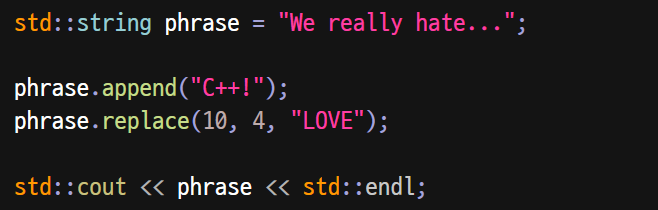 std::string phrase = "We really hate...";
phrase.append("C++!");
phrase.replace(10, 4, "LOVE");
std::cout << phrase << std::endl;